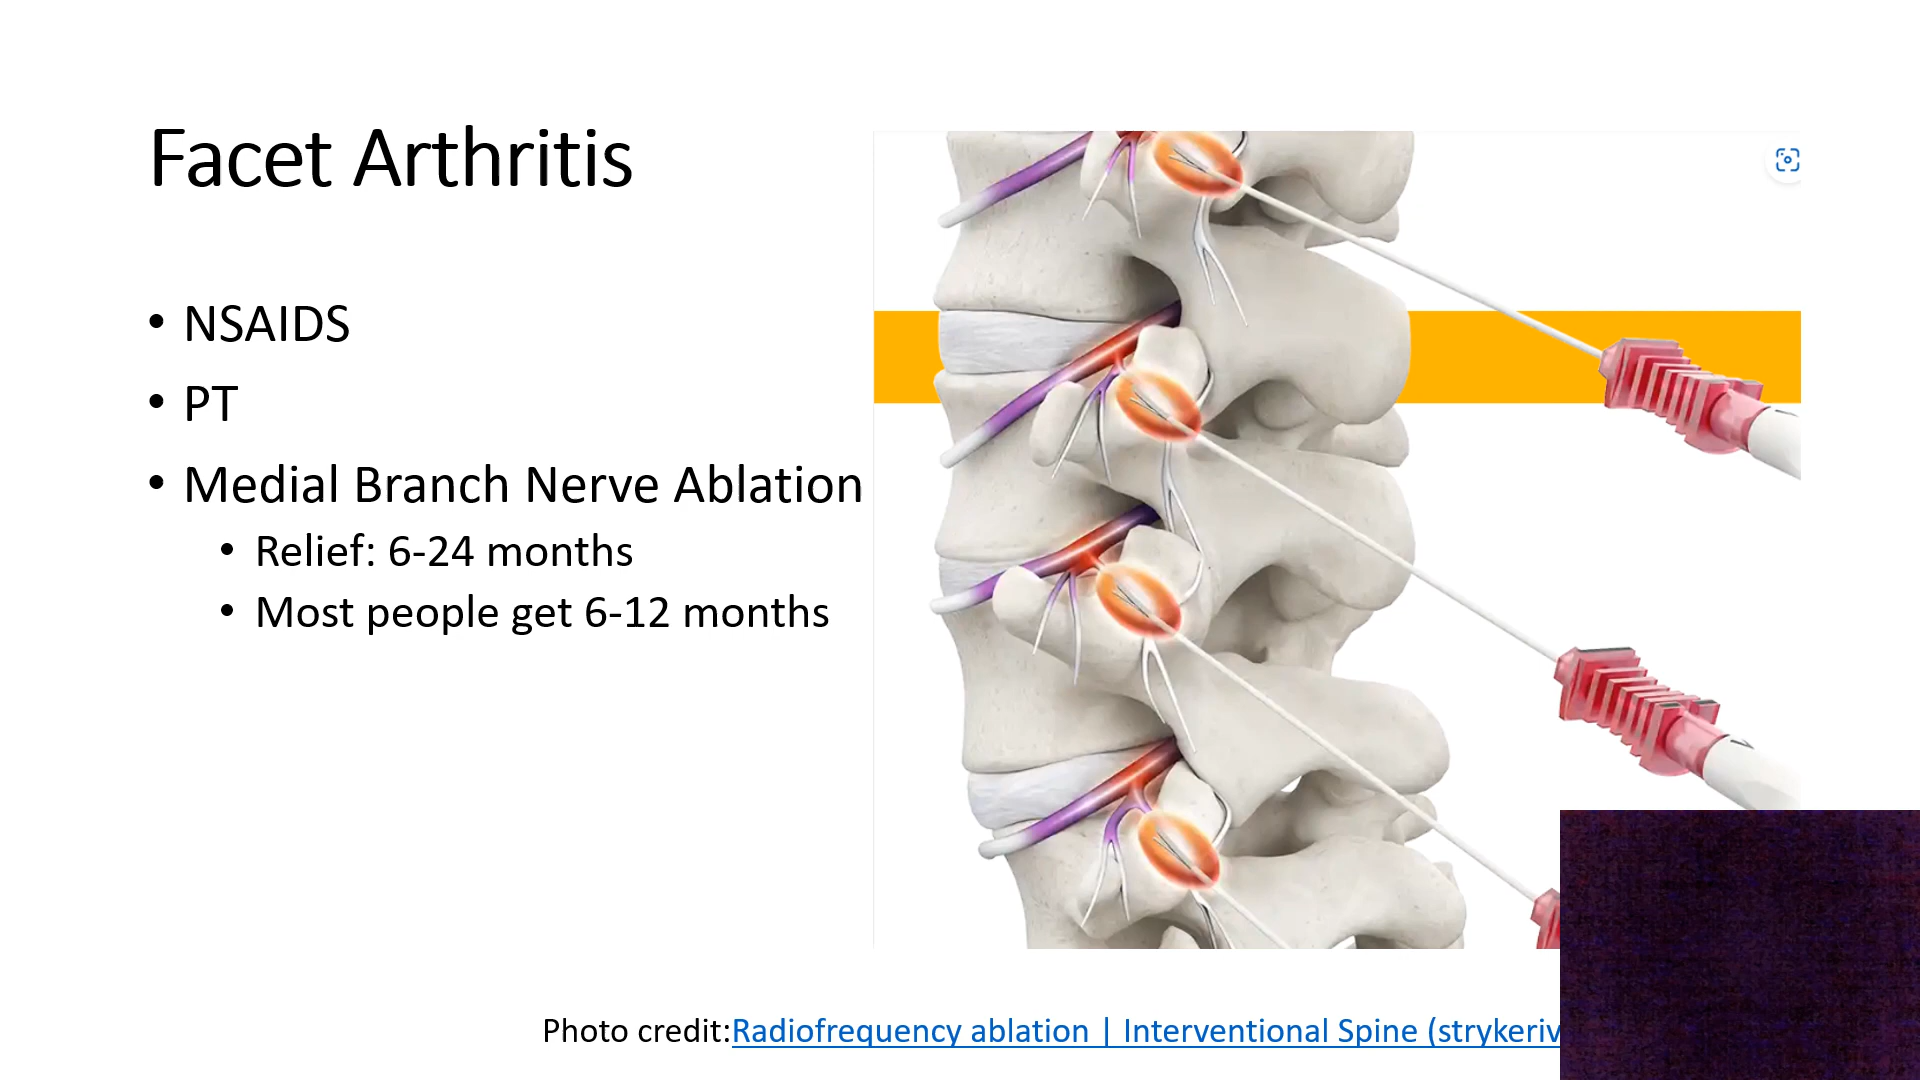 Facet Arthritis
• NSAIDS
• PT
• Medial Branch Nerve Ablation
• Relief: 6-24 months
• Most people get 6-12 months
Photo credit:Radiofrequency ablation | Interventional Spine (strykeriv